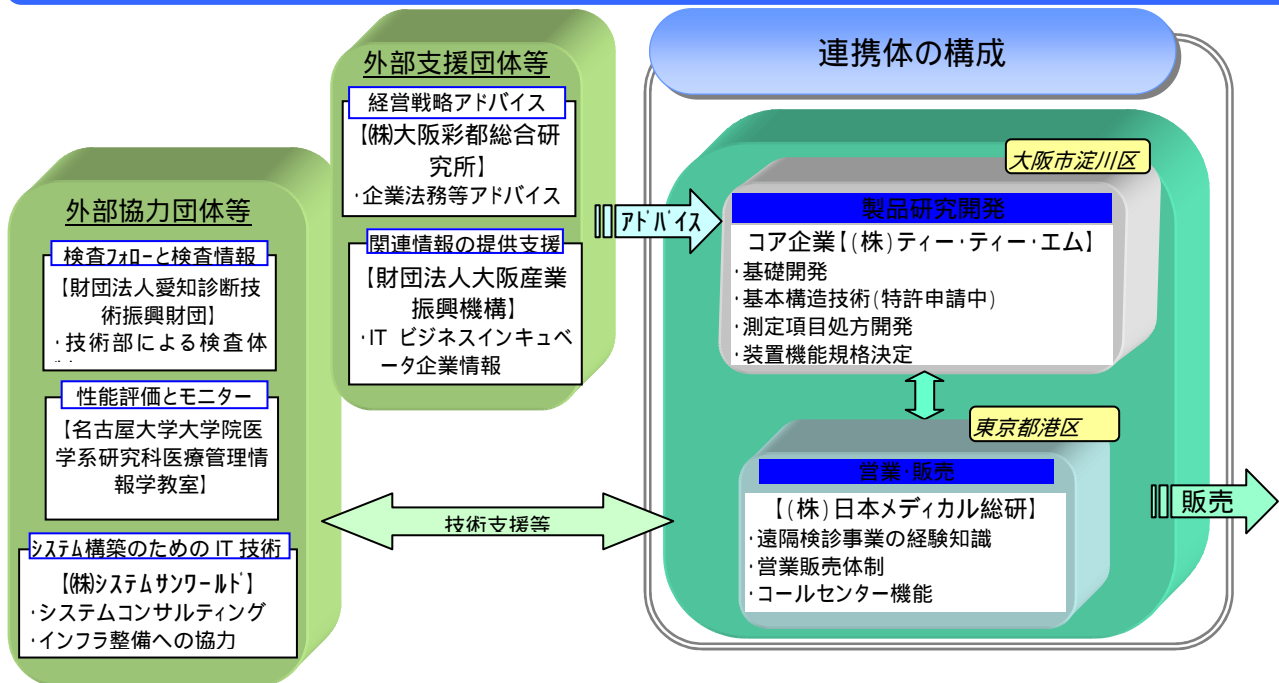 連携体の構成
外部支援団体等
経営戦略アドバイス
【㈱大阪彩都総合研
究所】
・企業法務等アドバイス
関連情報の提供支援
【財団法人大阪産業
振興機構】
・IT ビジネスインキュベ
ータ企業情報
外部協力団体等
検査ﾌｫﾛｰと検査情報
【財団法人愛知診断技
術振興財団】
・技術部による検査体
性能評価とモニター
【名古屋大学大学院医
学系研究科医療管理情
報学教室】
ｼｽﾃﾑ構築のための IT 技術
【㈱システムサンワールﾄﾞ】
・システムコンサルティング
・インフラ整備への協力
ｱﾄﾞﾊﾞｲｽ
技術支援等
大阪市淀川区
製品研究開発
コア企業【(株)ティー・ティー・エム】
・基礎開発
・基本構造技術(特許申請中)
・測定項目処方開発
・装置機能規格決定
東京都港区
営業・販売
【(株)日本メディカル総研】
・遠隔検診事業の経験知識
・営業販売体制
・コールセンター機能
販売